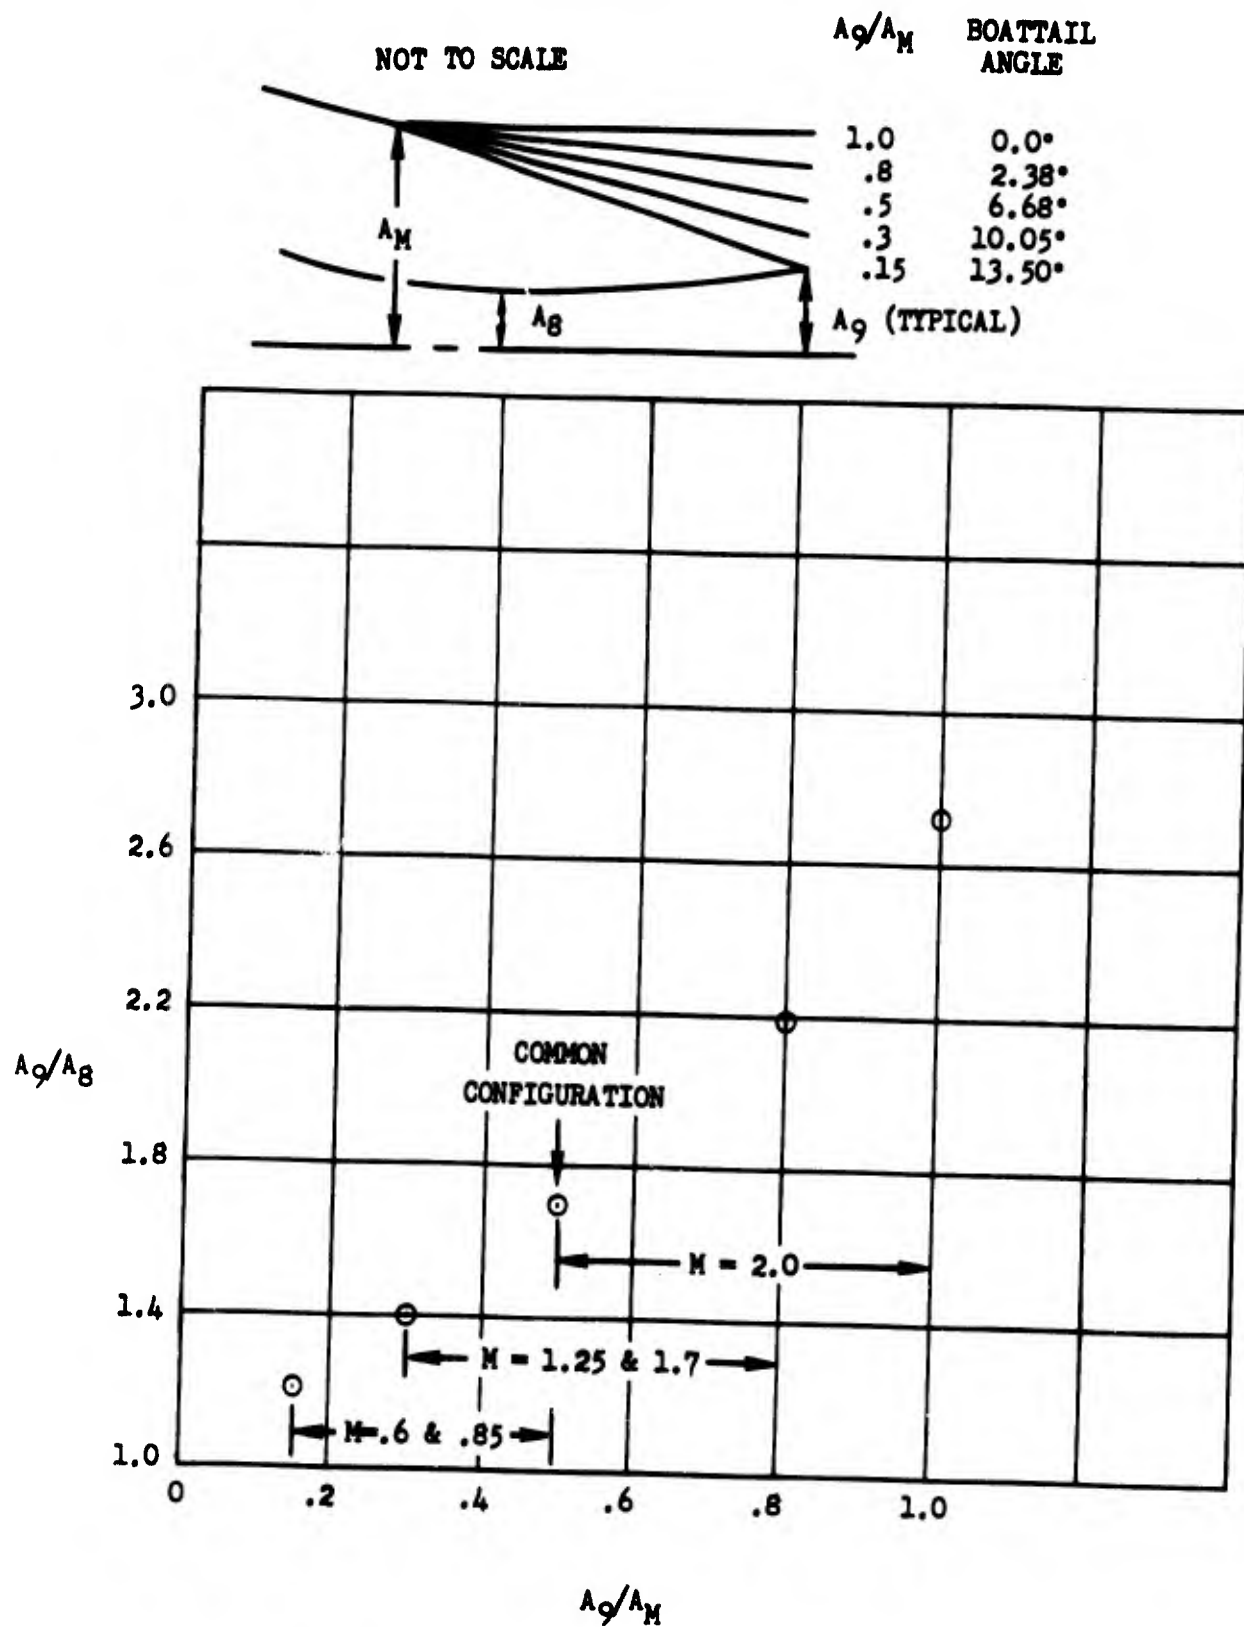 NOT TO SCALE
A9/AM BOATTAIL ANGLE
1.0 0.0°
.8 2.38°
.5 6.68°
.3 10.05°
.15 13.50°
AM
A8
A9 (TYPICAL)
3.0
2.6
2.2
A9/A8
COMMON
CONFIGURATION
1.8
M = 2.0
1.4
M = 1.25 & 1.7
M=.6 & .85
1.0
0 .2 .4 .6 .8 1.0
A9/AM